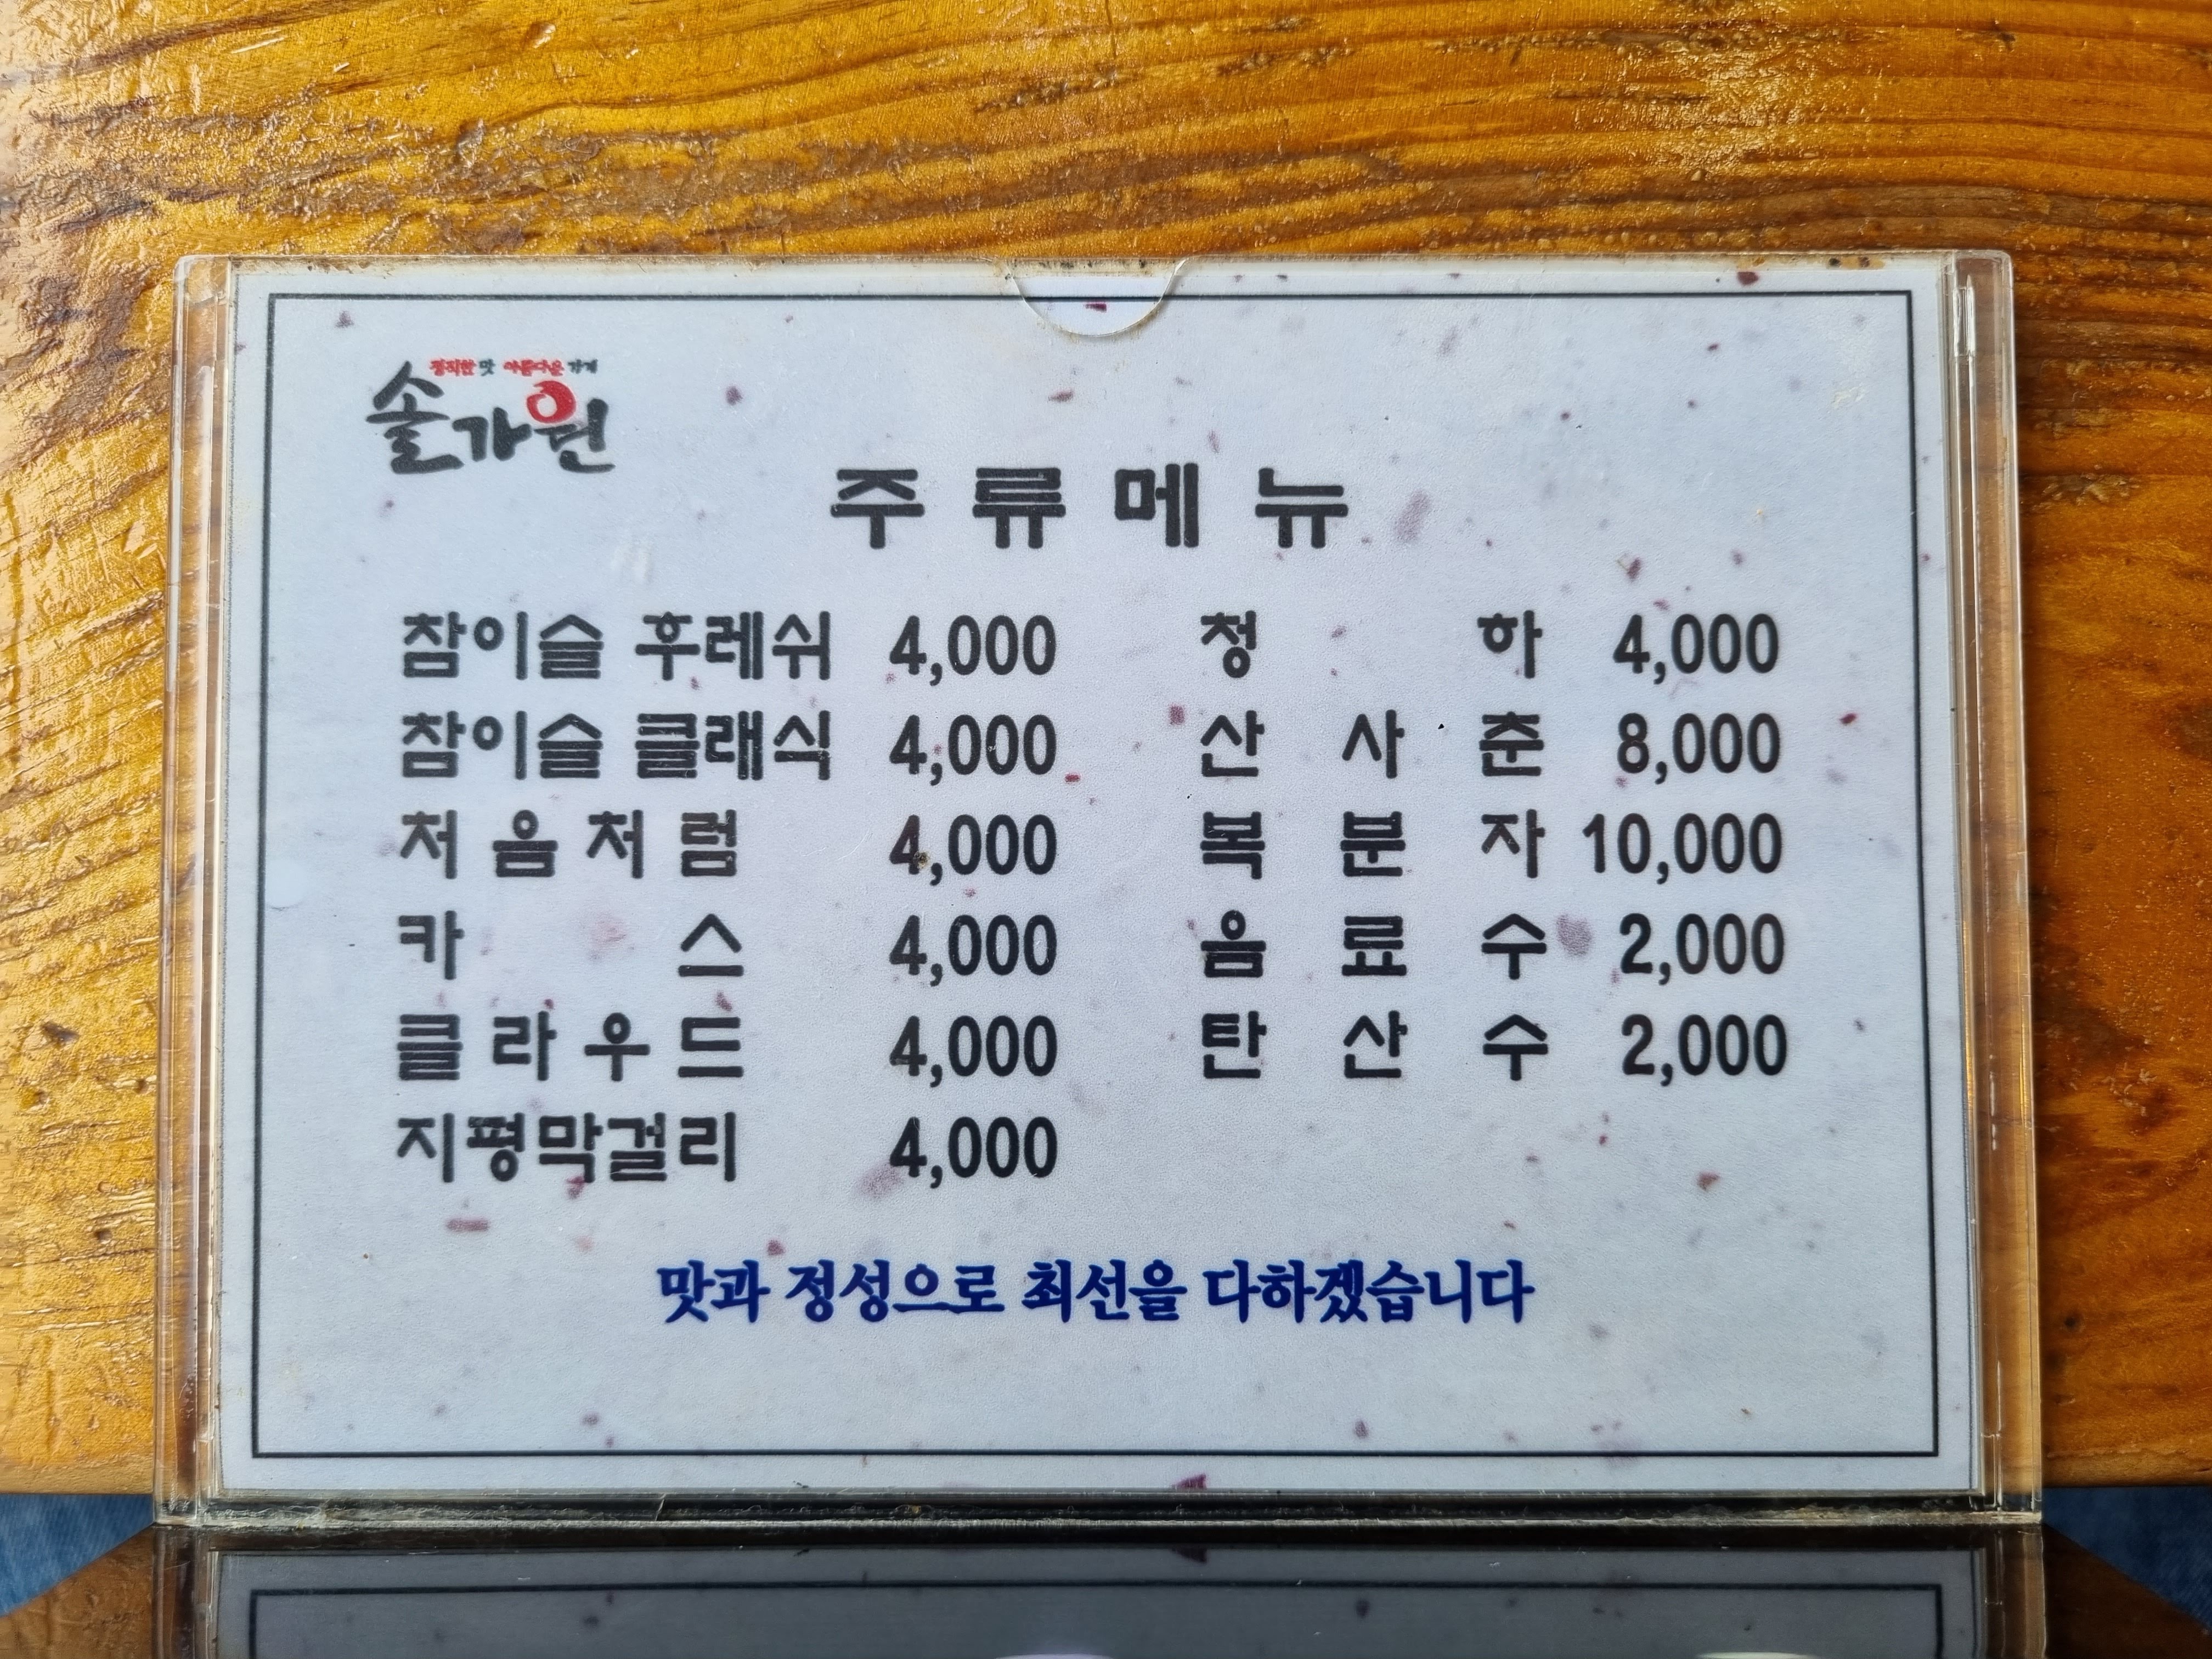 정직한 맛 아름다운 가게
솔가원
주류메뉴
참이슬 후레쉬 4,000
참이슬 클래식 4,000
처음처럼 4,000
카스 4,000
클라우드 4,000
지평막걸리 4,000
청하 4,000
산사춘 8,000
복분자 10,000
음료수 2,000
탄산수 2,000
맛과 정성으로 최선을 다하겠습니다